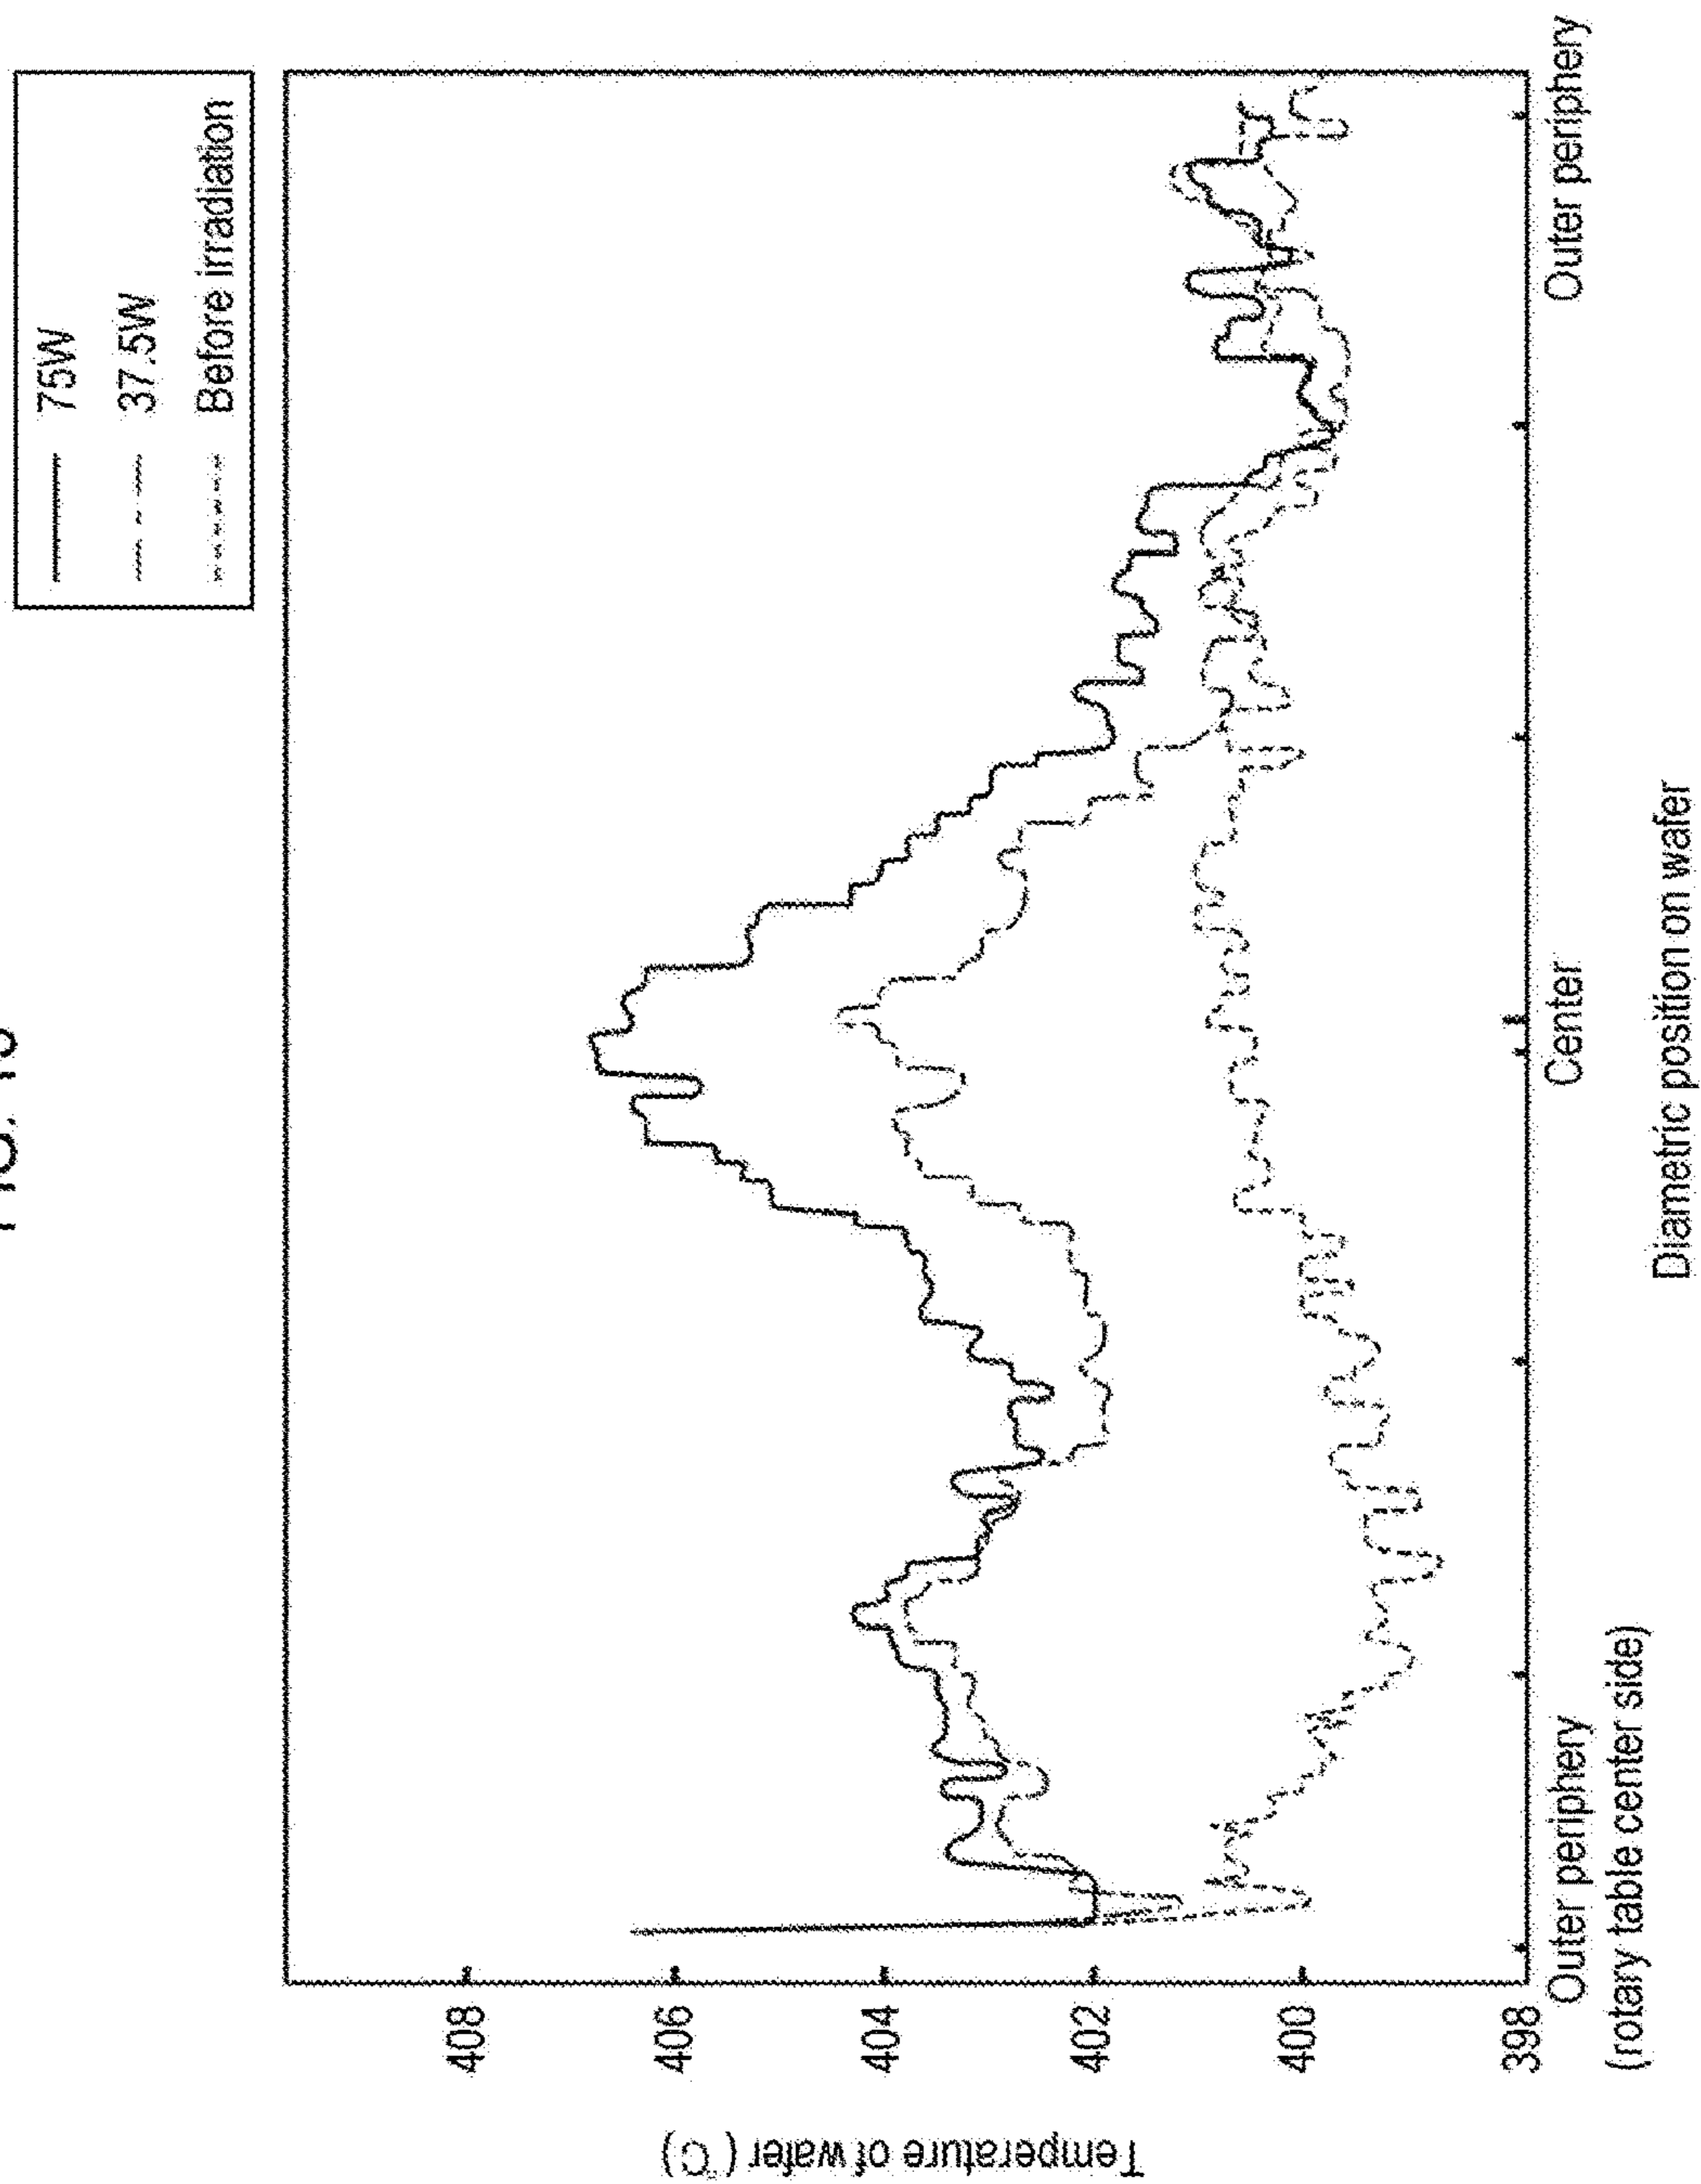 75W
37.5W
Before irradiation
Temperature of wafer (℃)
408
406
404
402
400
398
Outer periphery
(rotary table center side)
Center
Outer periphery
Diametric position on wafer